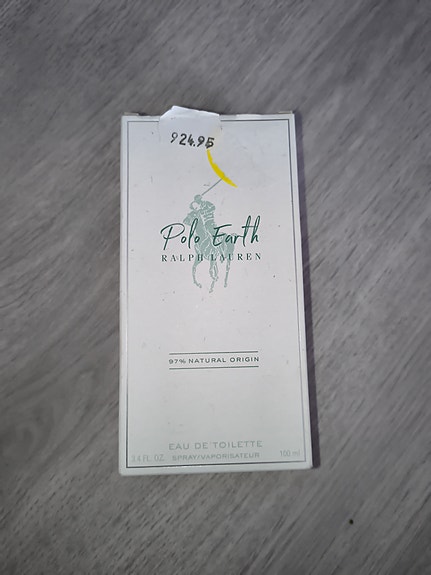 924.95
Polo Earth
RALPH LAUREN
97% NATURAL ORIGIN
EAU DE TOILETTE
3.4 FL. OZ. SPRAY/VAPORISATEUR 100 ml